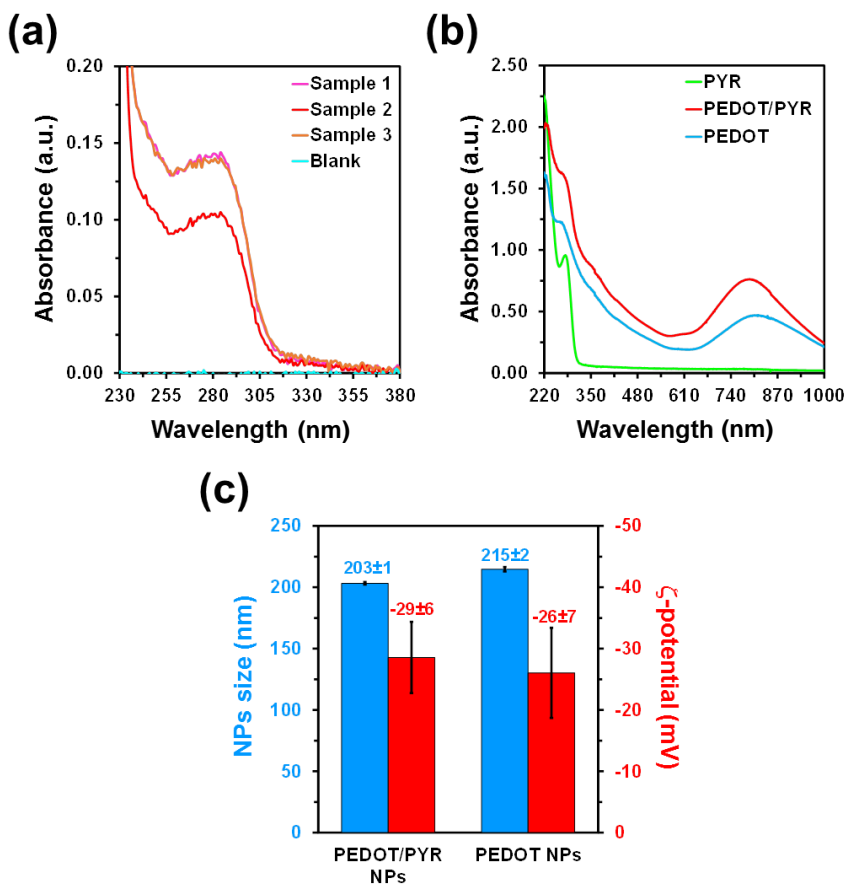 (a)
0.20
0.15
0.10
0.05
0.00
Absorbance (a.u.)
Sample 1
Sample 2
Sample 3
Blank
230 255 280 305 330 355 380
Wavelength (nm)
(b)
2.50
2.00
1.50
1.00
0.50
0.00
Absorbance (a.u.)
PYR
PEDOT/PYR
PEDOT
220 350 480 610 740 870 1000
Wavelength (nm)
(c)
250
200
150
100
50
0
NPs size (nm)
203±1
-29±6
215±2
-26±7
-50
-40
-30
-20
-10
0
ζ-potential (mV)
PEDOT/PYR
NPs
PEDOT NPs